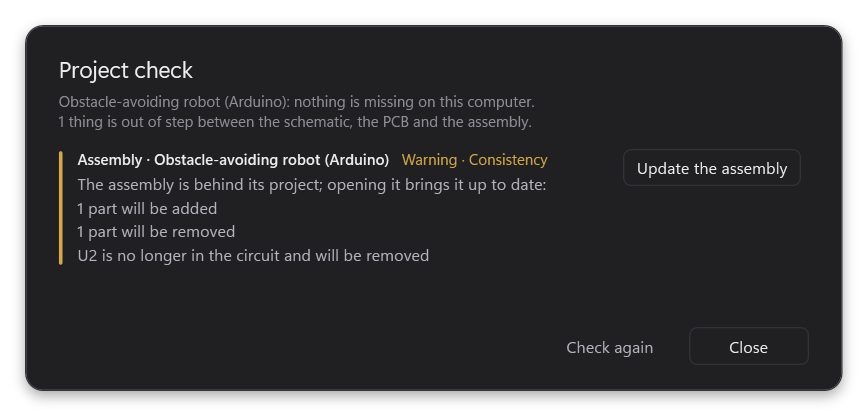 Project check
Obstacle-avoiding robot (Arduino): nothing is missing on this computer.
1 thing is out of step between the schematic, the PCB and the assembly.
Assembly · Obstacle-avoiding robot (Arduino) Warning · Consistency
Update the assembly
The assembly is behind its project; opening it brings it up to date:
1 part will be added
1 part will be removed
U2 is no longer in the circuit and will be removed
Check again
Close